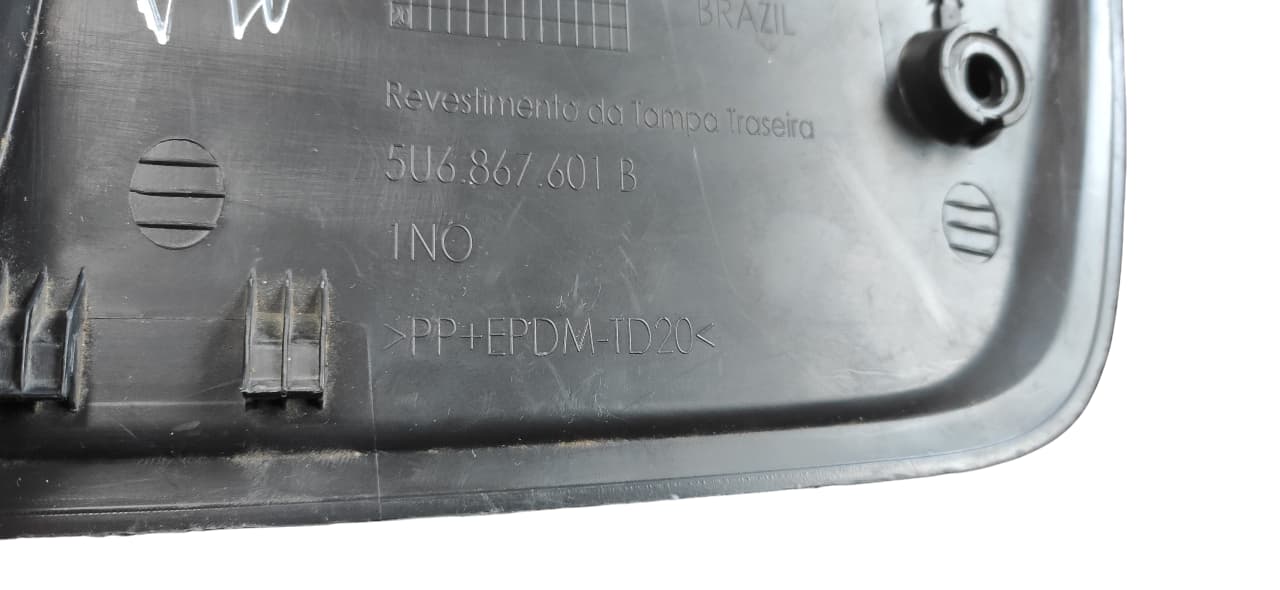 BRAZIL
Revestimento da Tampa Traseira
5U6.867.601 B
1NO
>PP+EPDM-TD20<